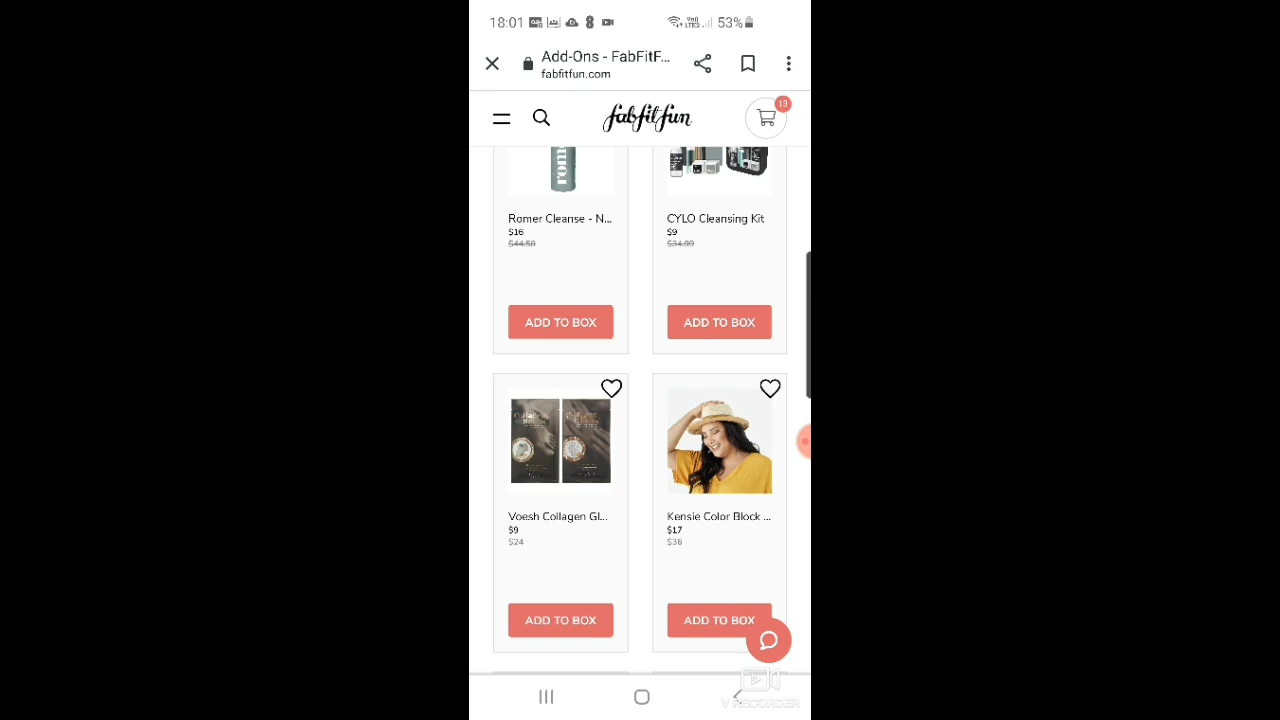 18:01
53%
Add-Ons - FabFitF...
fabfitfun.com
fabfitfun
13
rom
Romer Cleanse - N...
$16
$44.50
CYLO Cleansing Kit
$9
$34.99
ADD TO BOX
ADD TO BOX
Voesh Collagen Gl...
$9
$24
Kensie Color Block ...
$17
$36
ADD TO BOX
ADD TO BOX
VRECORDER